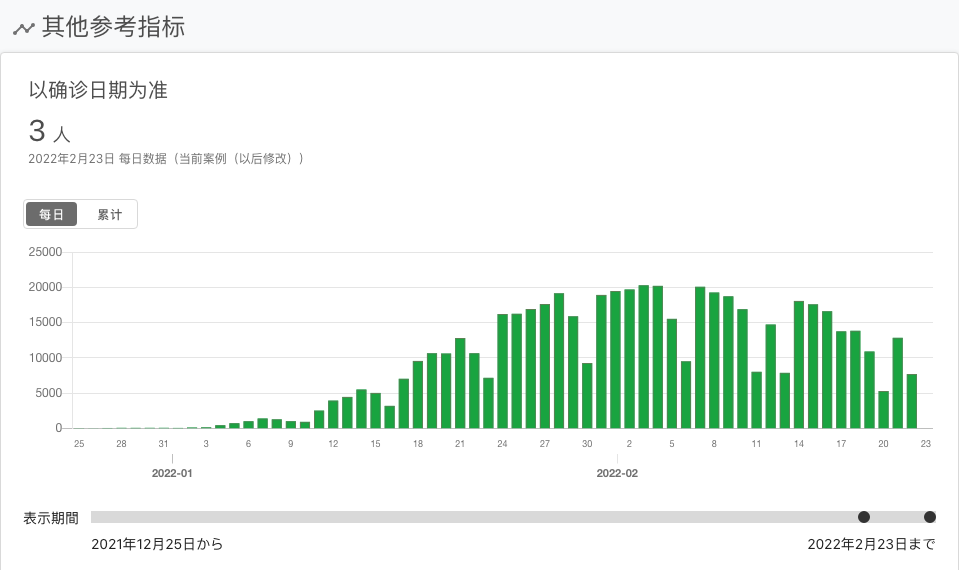 其他参考指标
以确诊日期为准
3 人
2022年2月23日 每日数据（当前案例（以后修改））
每日 累计
25000
20000
15000
10000
5000
0
25 28 31 3 6 9 12 15 18 21 24 27 30 2 5 8 11 14 17 20 23
2022-01 2022-02
表示期間
2021年12月25日から 2022年2月23日まで